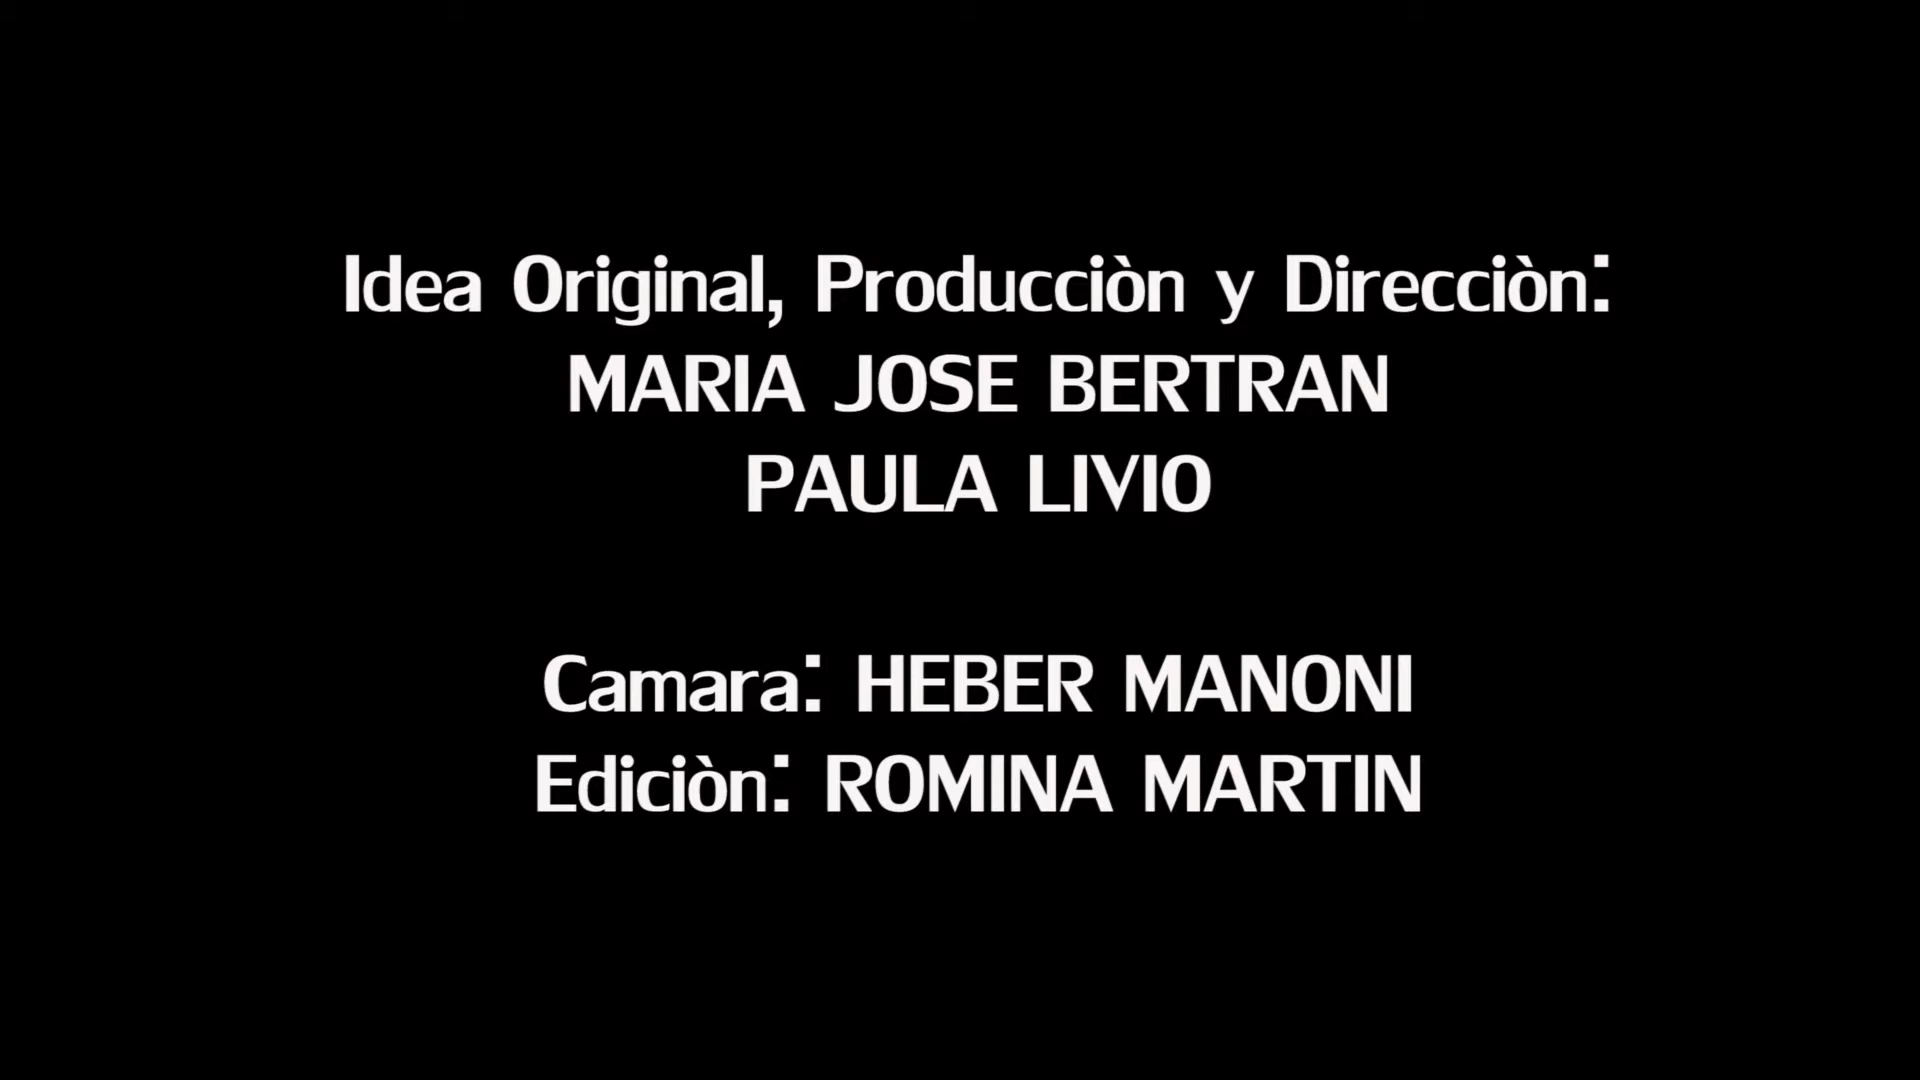 Idea Original, Producciòn y Direcciòn:
MARIA JOSE BERTRAN
PAULA LIVIO
Camara: HEBER MANONI
Ediciòn: ROMINA MARTIN